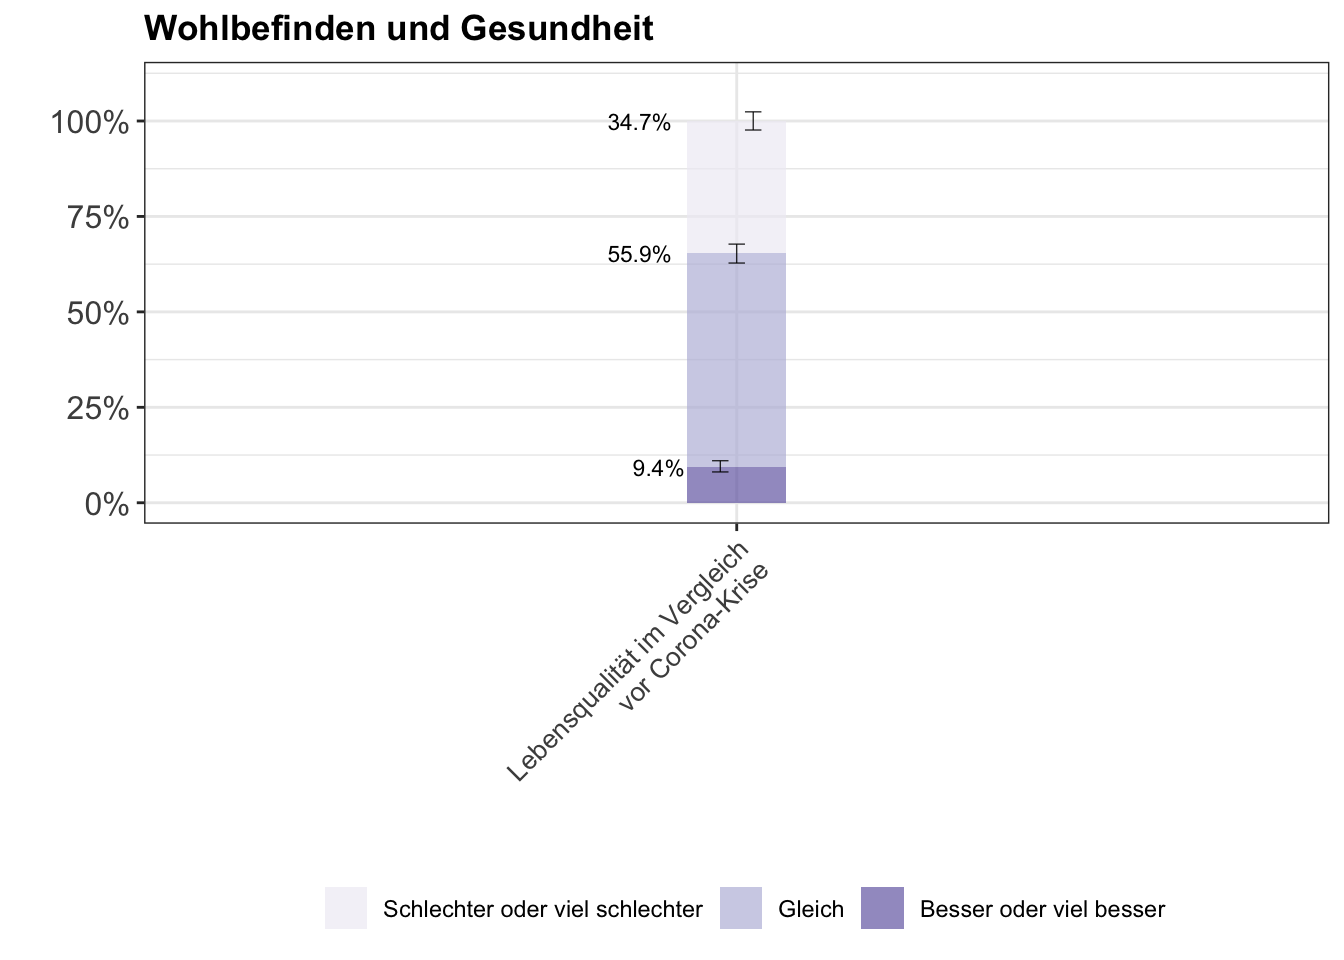 Wohlbefinden und Gesundheit
100%
75%
50%
25%
0%
34.7%
55.9%
9.4%
Lebensqualität im Vergleich
vor Corona-Krise
Schlechter oder viel schlechter
Gleich
Besser oder viel besser